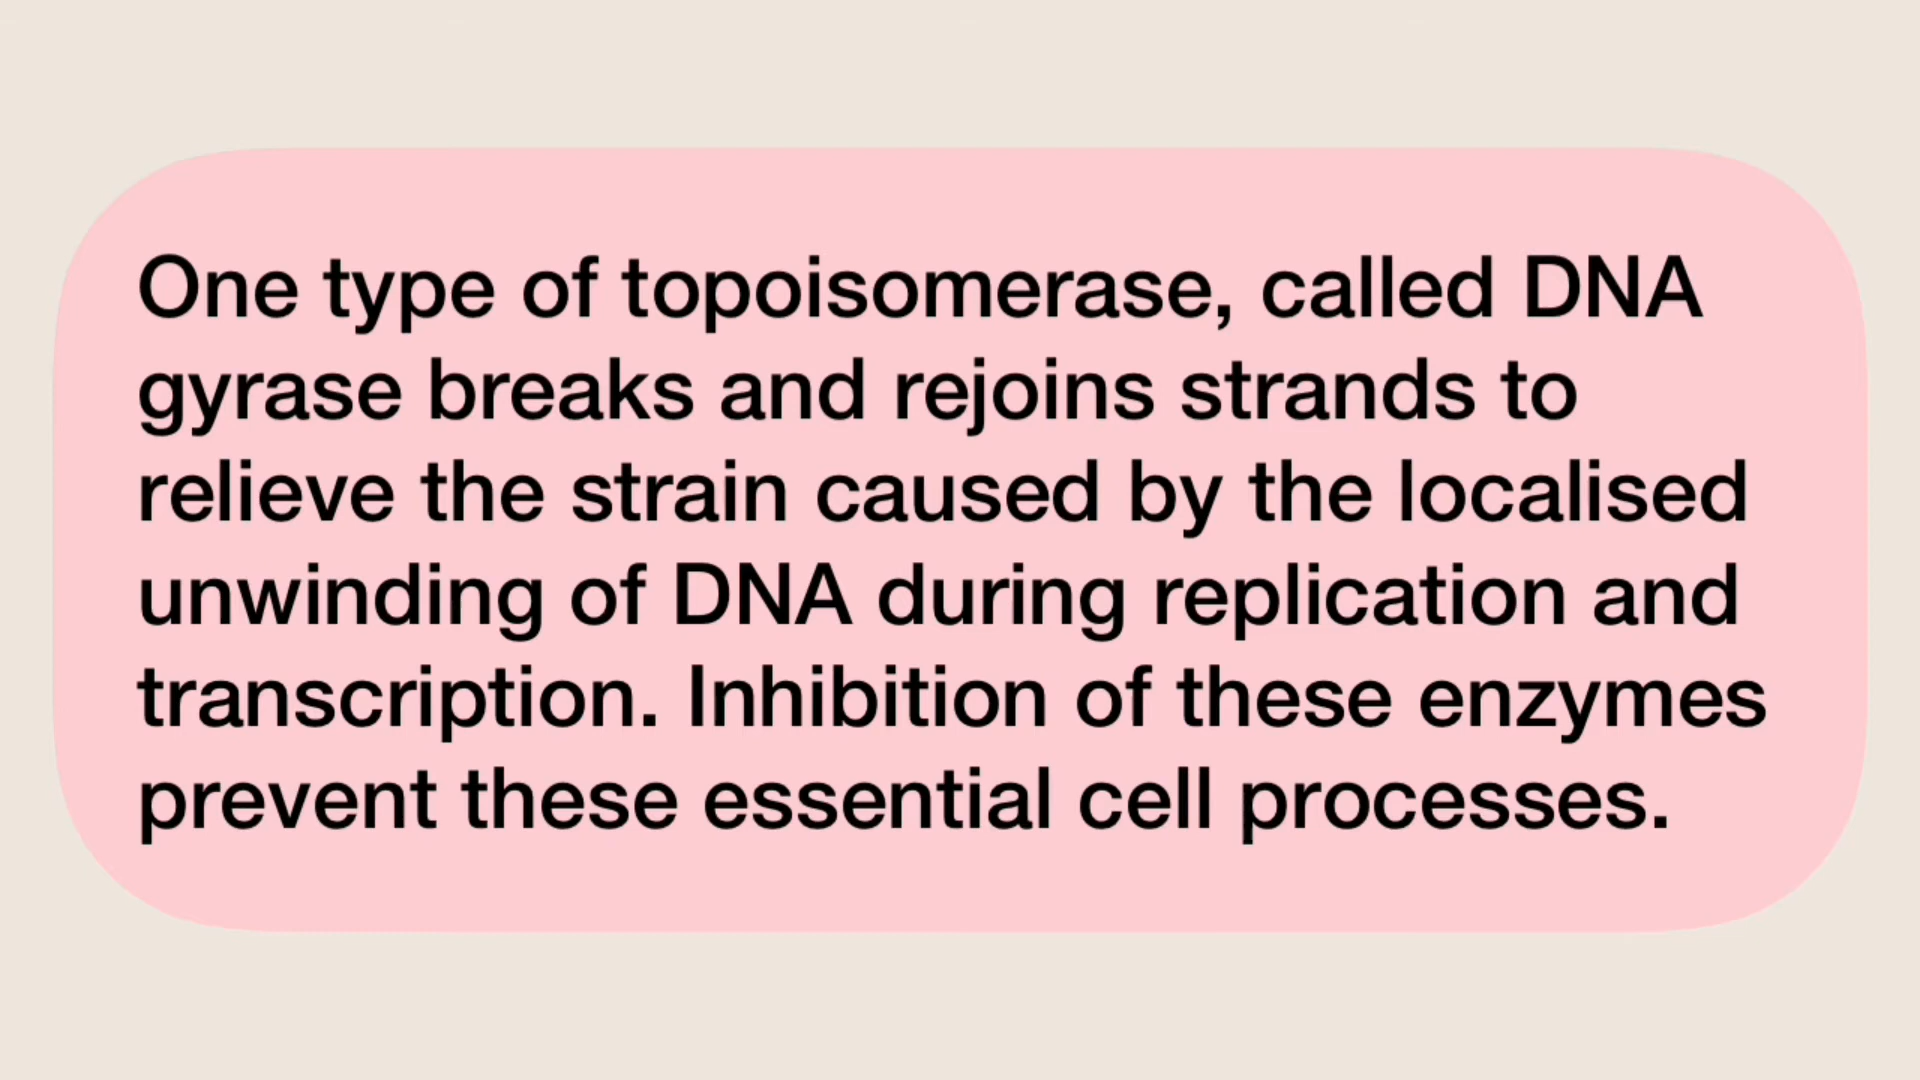 One type of topoisomerase, called DNA
gyrase breaks and rejoins strands to
relieve the strain caused by the localised
unwinding of DNA during replication and
transcription. Inhibition of these enzymes
prevent these essential cell processes.